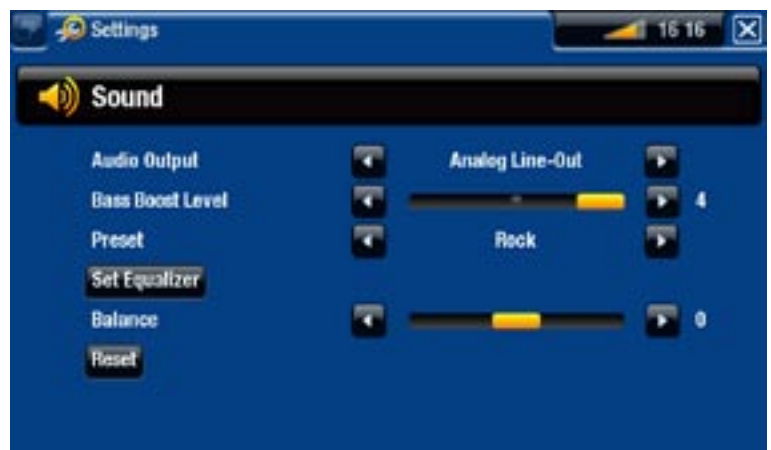 Settings 16 16
Sound
Audio Output Analog Line-Out
Bass Boost Level 4
Preset Rock
Set Equalizer
Balance 0
Reset